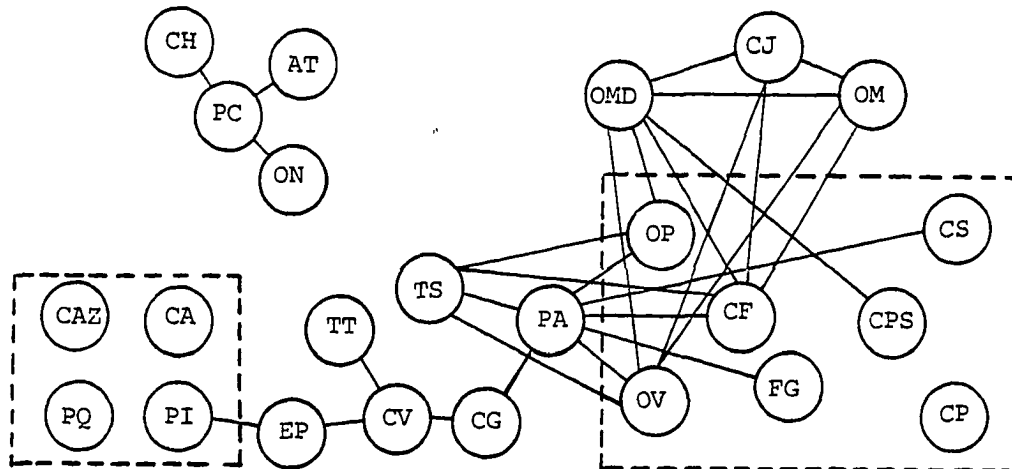 CH
AT
PC
ON
CJ
OMD
OM
OP
CS
TS
PA
CF
CPS
CAZ
CA
TT
PQ
PI
EP
CV
CG
OV
FG
CP